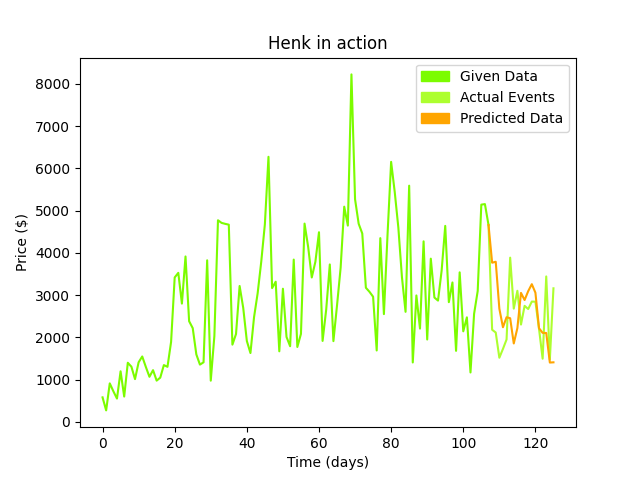 Henk in action
Given Data
Actual Events
Predicted Data
Price ($)
8000
7000
6000
5000
4000
3000
2000
1000
0
0 20 40 60 80 100 120
Time (days)